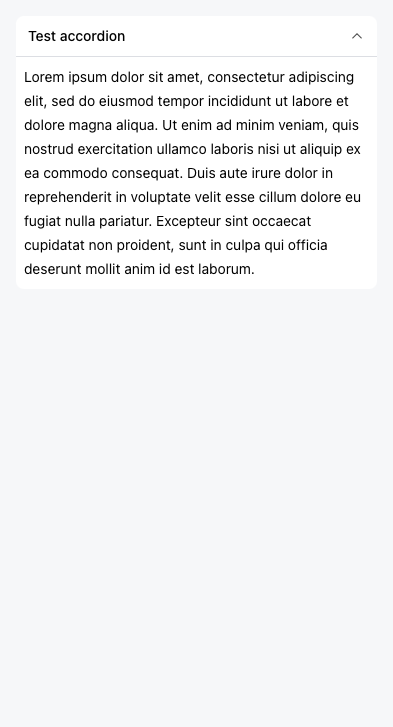 Test accordion
Lorem ipsum dolor sit amet, consectetur adipiscing
elit, sed do eiusmod tempor incididunt ut labore et
dolore magna aliqua. Ut enim ad minim veniam, quis
nostrud exercitation ullamco laboris nisi ut aliquip ex
ea commodo consequat. Duis aute irure dolor in
reprehenderit in voluptate velit esse cillum dolore eu
fugiat nulla pariatur. Excepteur sint occaecat
cupidatat non proident, sunt in culpa qui officia
deserunt mollit anim id est laborum.